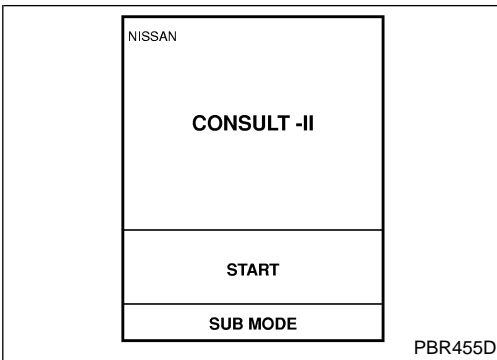 NISSAN
CONSULT -II
START
SUB MODE
PBR455D